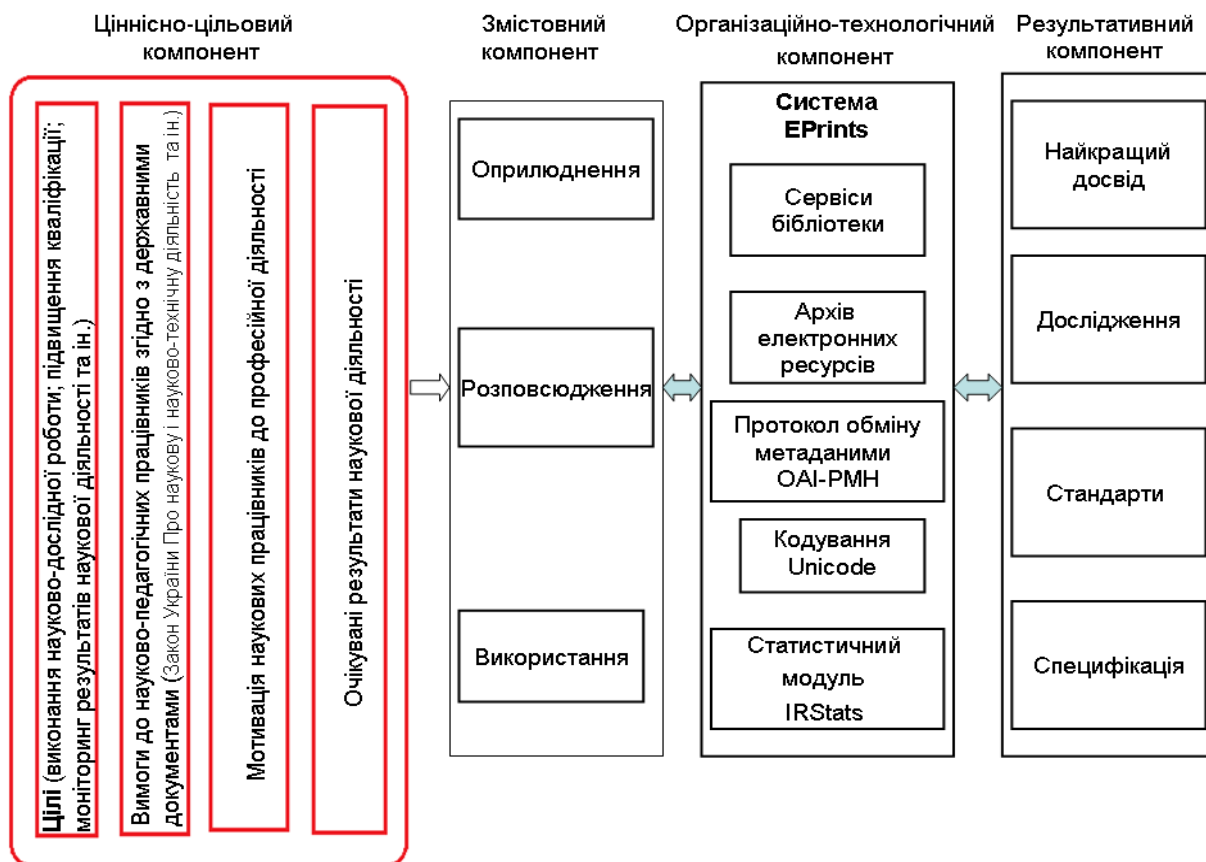 Ціннісно-цільовий
компонент
Цілі (виконання науково-дослідної роботи; підвищення кваліфікації;
моніторинг результатів наукової діяльності та ін.)
Вимоги до науково-педагогічних працівників згідно з державними
документами (Закон України Про наукову і науково-технічну діяльність та ін.)
Мотивація наукових працівників до професійної діяльності
Очікувані результати наукової діяльності
Змістовний
компонент
Оприлюднення
Розповсюдження
Використання
Організаційно-технологічний
компонент
Система
EPrints
Сервіси
бібліотеки
Архів
електронних
ресурсів
Протокол обміну
метаданими
OAI-PMH
Кодування
Unicode
Статистичний
модуль
IRStats
Результативний
компонент
Найкращий
досвід
Дослідження
Стандарти
Специфікація